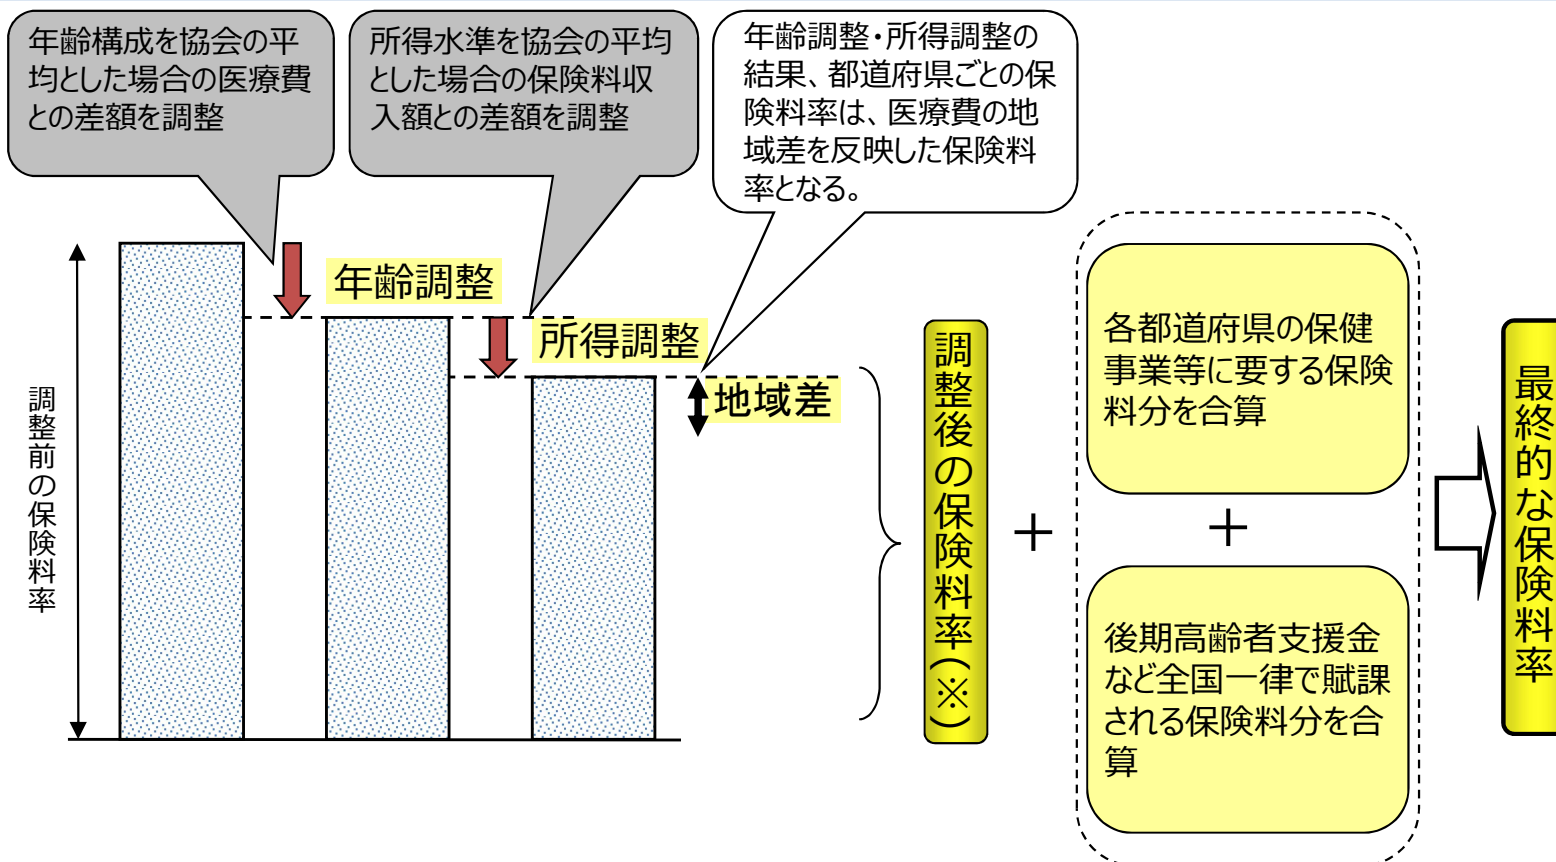 年齢構成を協会の平
均とした場合の医療費
との差額を調整
所得水準を協会の平均
とした場合の保険料収
入額との差額を調整
年齢調整・所得調整の
結果、都道府県ごとの保
険料率は、医療費の地
域差を反映した保険料
率となる。
年齢調整
所得調整
地域差
調整前の保険料率
調整後の保険料率(※)
＋
各都道府県の保健
事業等に要する保険
料分を合算
＋
後期高齢者支援金
など全国一律で賦課
される保険料分を合
算
最終的な保険料率